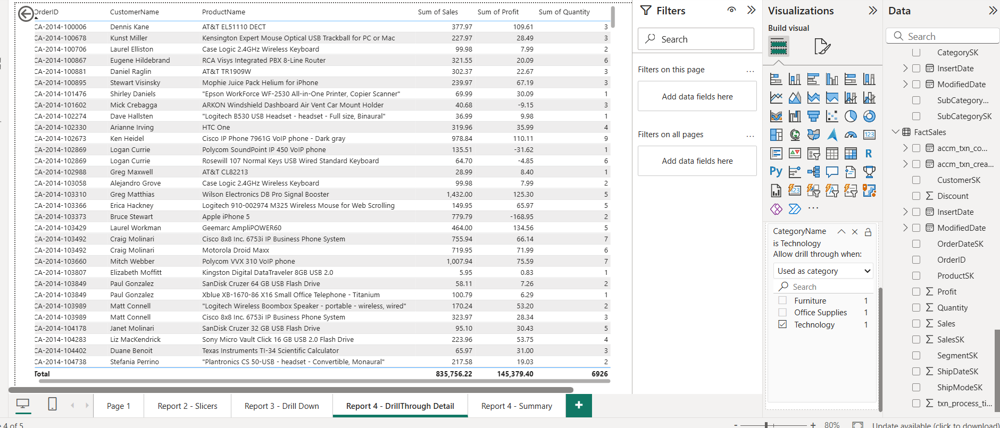 OrderID CustomerName ProductName Sum of Sales Sum of Profit Sum of Quantity
CA-2014-100006 Dennis Kane AT&T EL51110 DECT 377.97 109.61 3
CA-2014-100678 Kunst Miller Kensington Expert Mouse Optical USB Trackball for PC or Mac 227.97 28.49 3
CA-2014-100706 Laurel Elliston Case Logic 2.4GHz Wireless Keyboard 99.98 7.99 2
CA-2014-100867 Eugene Hildebrand RCA Visys Integrated PBX 8-Line Router 321.55 20.09 6
CA-2014-100881 Daniel Raglin AT&T TR1909W 302.37 22.67 3
CA-2014-100895 Stewart Visinsky Mophie Juice Pack Helium for iPhone 239.97 67.19 3
CA-2014-101476 Shirley Daniels "Epson WorkForce WF-2530 All-in-One Printer, Copier Scanner" 69.99 30.09 1
CA-2014-101602 Mick Crebagga ARKON Windshield Dashboard Air Vent Car Mount Holder 40.68 -9.15 3
CA-2014-102274 Dave Hallsten "Logitech B530 USB Headset - headset - Full size, Binaural" 36.99 9.98 1
CA-2014-102330 Arianne Irving HTC One 319.96 35.99 4
CA-2014-102673 Ken Heidel Cisco IP Phone 7961G VoIP phone - Dark gray 978.84 110.11 9
CA-2014-102869 Logan Currie Polycom SoundPoint IP 450 VoIP phone 135.51 -31.62 1
CA-2014-102869 Logan Currie Rosewill 107 Normal Keys USB Wired Standard Keyboard 64.70 -4.85 6
CA-2014-102988 Greg Maxwell AT&T CL82213 28.99 8.40 1
CA-2014-103058 Alejandro Grove Case Logic 2.4GHz Wireless Keyboard 99.98 7.99 2
CA-2014-103310 Greg Matthias Wilson Electronics DB Pro Signal Booster 1,432.00 125.30 5
CA-2014-103366 Erica Hackney Logitech 910-002974 M325 Wireless Mouse for Web Scrolling 149.95 65.97 5
CA-2014-103373 Bruce Stewart Apple iPhone 5 779.79 -168.95 2
CA-2014-103429 Laurel Workman Geemarc AmpliPOWER60 464.00 134.56 5
CA-2014-103492 Craig Molinari Cisco 8x8 Inc. 6753i IP Business Phone System 755.94 66.14 7
CA-2014-103492 Craig Molinari Motorola Droid Maxx 719.95 71.99 6
CA-2014-103660 Mitch Webber Polycom VVX 310 VoIP phone 1,007.94 75.59 7
CA-2014-103807 Elizabeth Moffitt Kingston Digital DataTraveler 8GB USB 2.0 5.95 0.83 1
CA-2014-103849 Paul Gonzalez SanDisk Cruzer 64 GB USB Flash Drive 58.11 7.26 2
CA-2014-103849 Paul Gonzalez Xblue XB-1670-86 X16 Small Office Telephone - Titanium 100.79 6.29 1
CA-2014-103989 Matt Connell "Logitech Wireless Boombox Speaker - portable - wireless, wired" 170.24 53.20 2
CA-2014-103989 Matt Connell Cisco 8x8 Inc. 6753i IP Business Phone System 323.97 28.34 3
CA-2014-104178 Janet Molinari SanDisk Cruzer 32 GB USB Flash Drive 95.10 30.43 5
CA-2014-104283 Liz MacKendrick Sony Micro Vault Click 16 GB USB 2.0 Flash Drive 223.96 53.75 4
CA-2014-104402 Duane Benoit Texas Instruments TI-34 Scientific Calculator 65.97 31.00 3
CA-2014-104738 Stefania Perrino "Plantronics CS 50-USB - headset - Convertible, Monaural" 217.58 19.03 2
Total 835,756.22 145,379.40 6926
Page 1 Report 2 - Slicers Report 3 - Drill Down Report 4 - DrillThrough Detail Report 4 - Summary +
4 of 5
Filters
Search
Filters on this page ...
Add data fields here
Filters on all pages ...
Add data fields here
Visualizations
Build visual
123
R
Py
123
...
CategoryName
is Technology
Allow drill through when:
Used as category
Search
Furniture 1
Office Supplies 1
Technology 1
Data
Search
CategorySK
InsertDate
ModifiedDate
SubCategory...
SubCategorySK
FactSales
accm_txn_co...
accm_txn_crea...
CustomerSK
Discount
InsertDate
ModifiedDate
OrderDateSK
OrderID
ProductSK
Profit
Quantity
Sales
SalesSK
SegmentSK
ShipDateSK
ShipModeSK
txn_process_ti...
- + 80% Update available (click to download)